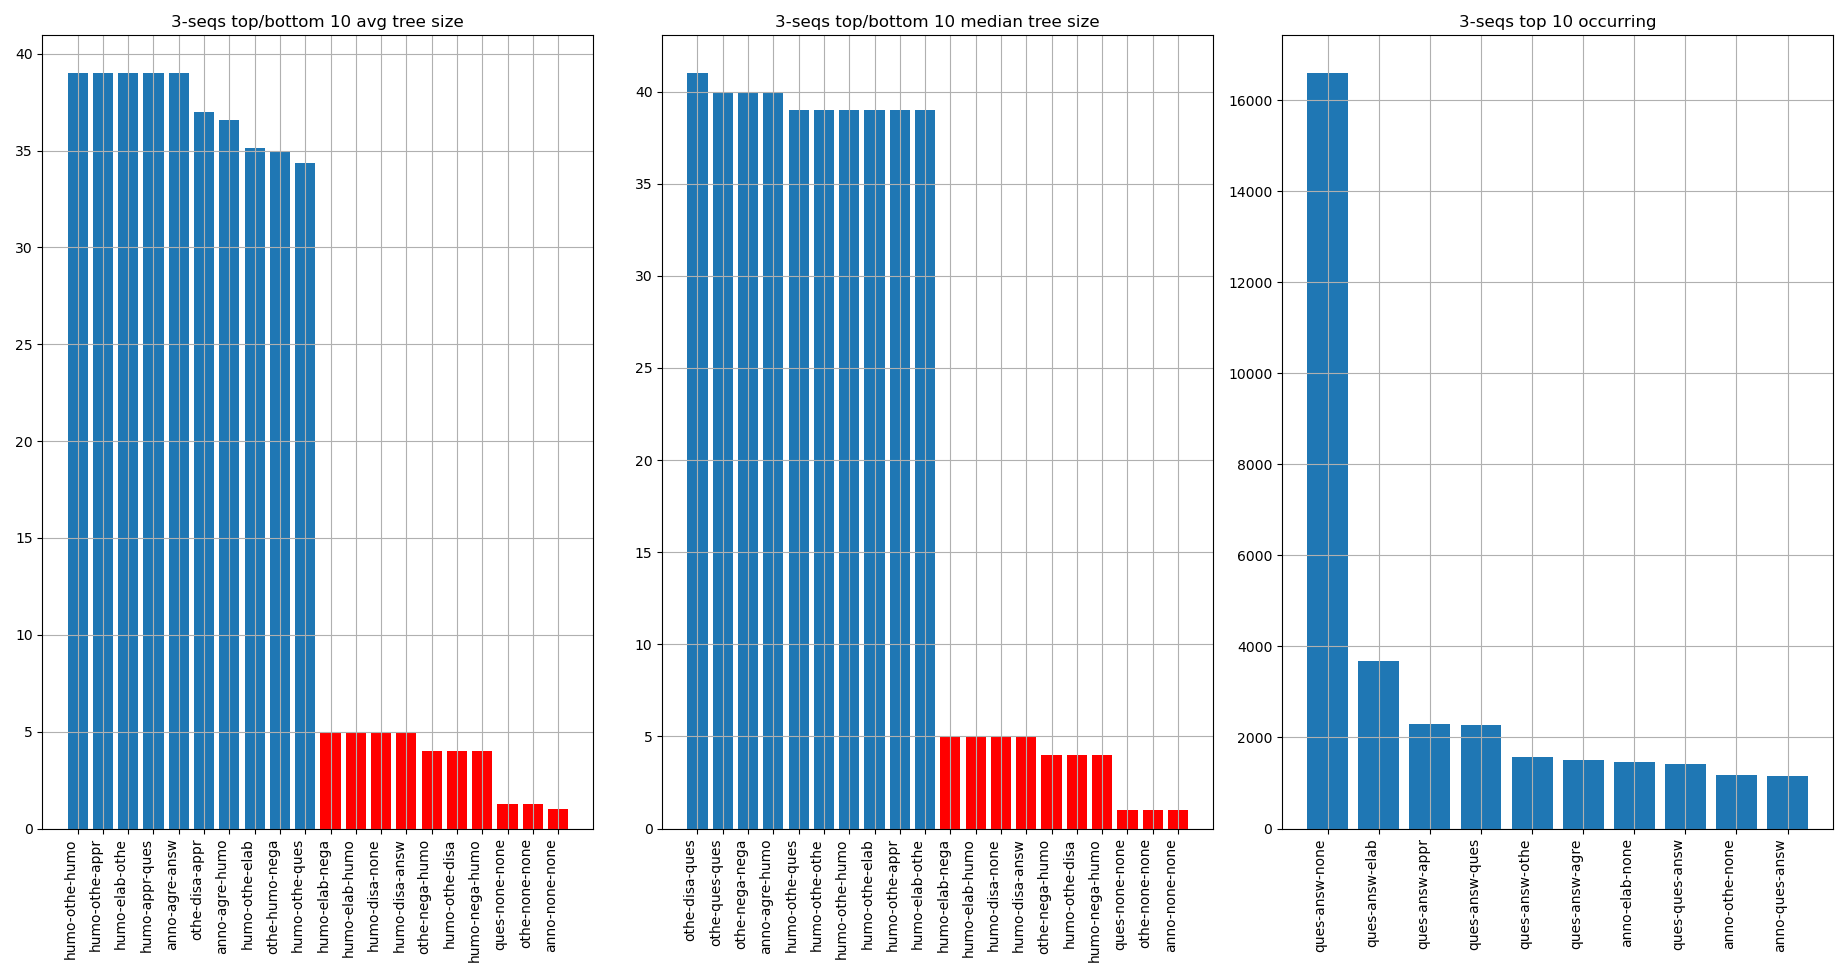 3-seqs top/bottom 10 avg tree size
40
35
30
25
20
15
10
5
0
humo-othe-humo
humo-othe-appr
humo-elab-othe
humo-appr-ques
anno-agre-answ
othe-disa-appr
anno-agre-humo
humo-othe-elab
othe-humo-nega
humo-othe-ques
humo-elab-nega
humo-elab-humo
humo-disa-none
humo-disa-answ
othe-nega-humo
humo-othe-disa
humo-nega-humo
ques-none-none
othe-none-none
anno-none-none
3-seqs top/bottom 10 median tree size
40
35
30
25
20
15
10
5
0
othe-disa-ques
othe-ques-ques
othe-nega-nega
anno-agre-humo
humo-othe-ques
humo-othe-othe
humo-othe-humo
humo-othe-elab
humo-othe-appr
humo-elab-othe
humo-elab-nega
humo-elab-humo
humo-disa-none
humo-disa-answ
othe-nega-humo
humo-othe-disa
humo-nega-humo
ques-none-none
othe-none-none
anno-none-none
3-seqs top 10 occurring
16000
14000
12000
10000
8000
6000
4000
2000
0
ques-answ-none
ques-answ-elab
ques-answ-appr
ques-answ-ques
ques-answ-othe
ques-answ-agre
anno-elab-none
ques-ques-answ
anno-othe-none
anno-ques-answ